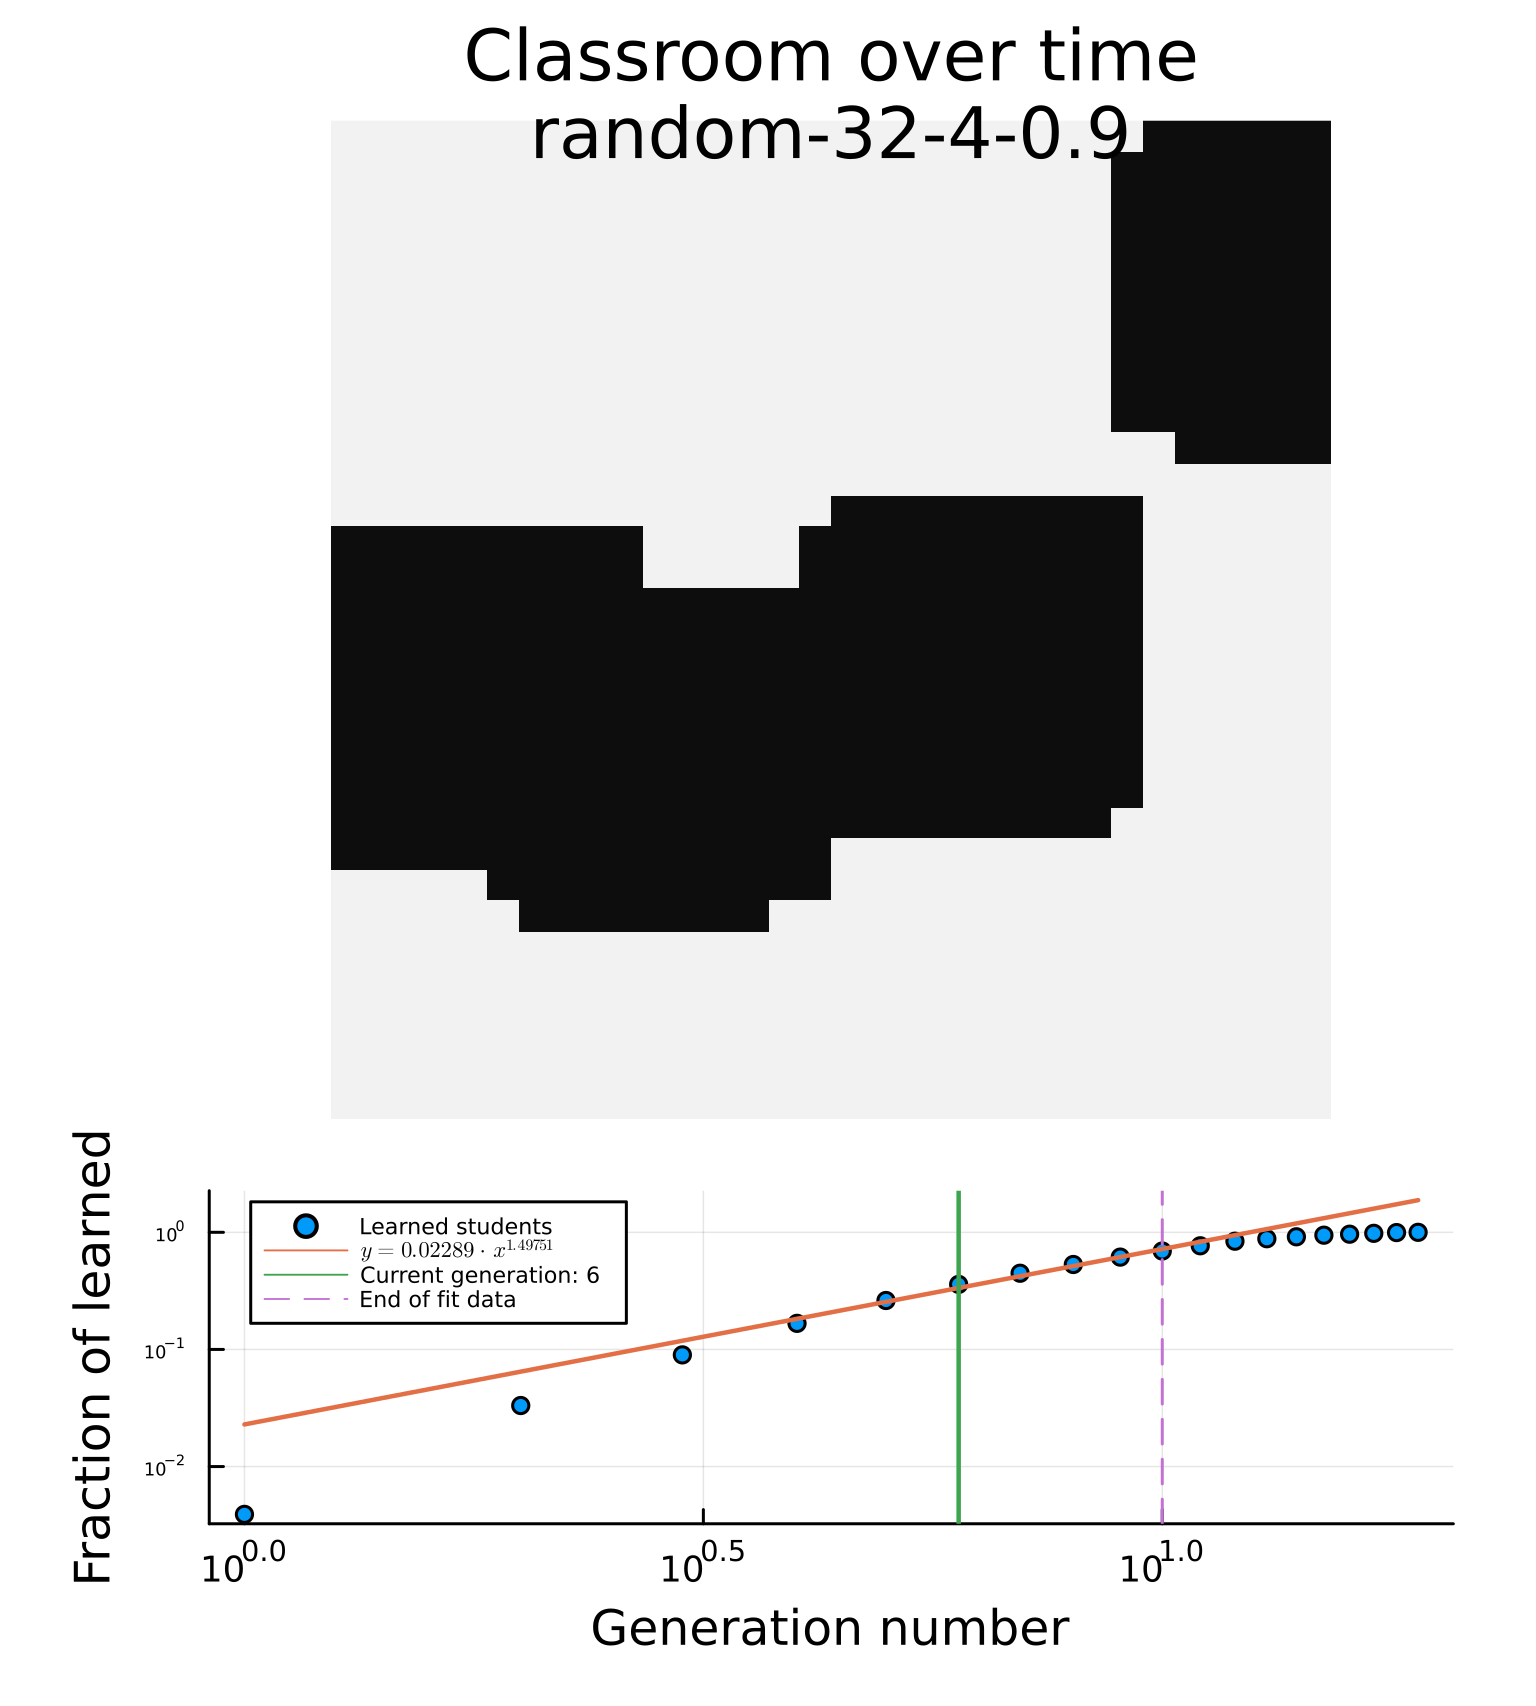 Classroom over time
random-32-4-0.9
Fraction of learned
Learned students
y = 0.02289 · x^1.49751
Current generation: 6
End of fit data
10^0
10^−1
10^−2
10^0.0
10^0.5
10^1.0
Generation number